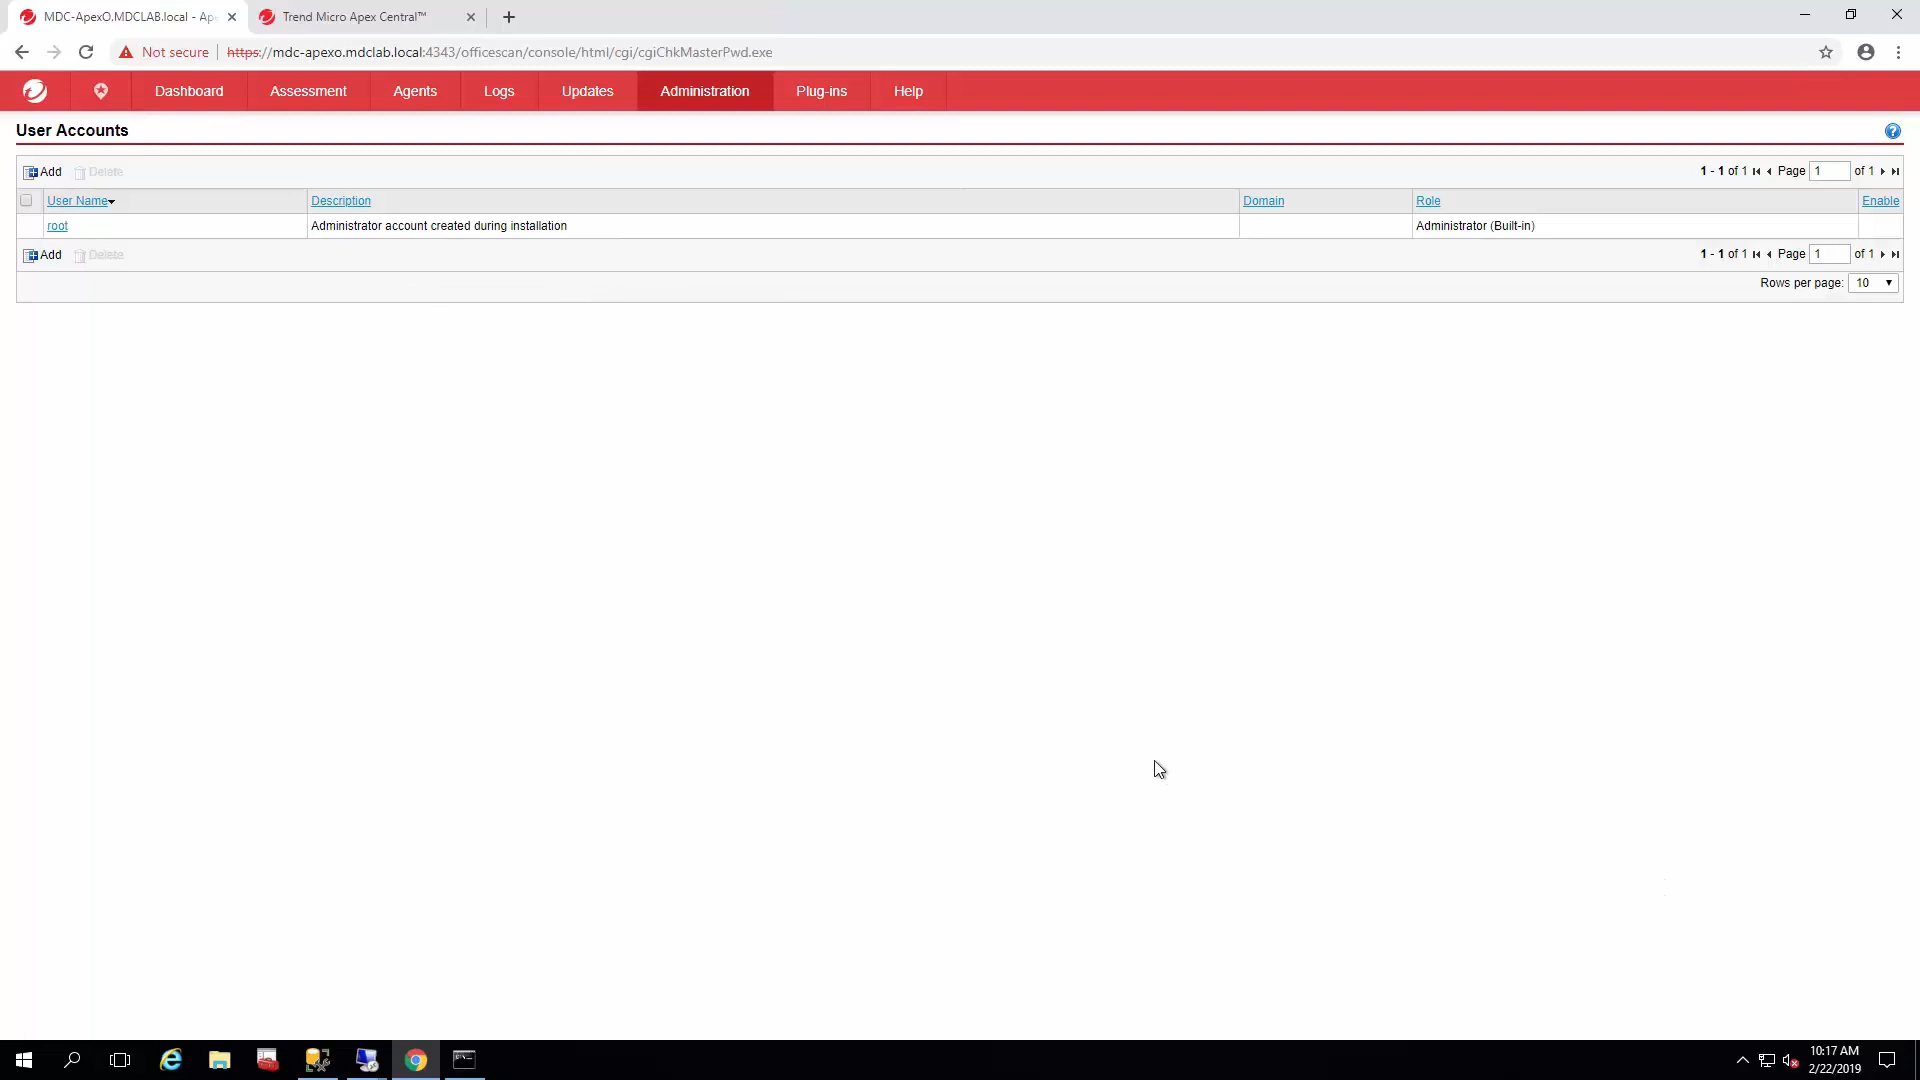 MDC-ApexO.MDCLAB.local - Ape
Trend Micro Apex Central™
Not secure
https://mdc-apexo.mdclab.local:4343/officescan/console/html/cgi/cgiChkMasterPwd.exe
Dashboard
Assessment
Agents
Logs
Updates
Administration
Plug-ins
Help
User Accounts
Add
Delete
1 - 1 of 1
Page
1
of 1
User Name
Description
Domain
Role
Enable
root
Administrator account created during installation
Administrator (Built-in)
Add
Delete
1 - 1 of 1
Page
1
of 1
Rows per page:
10
10:17 AM
2/22/2019